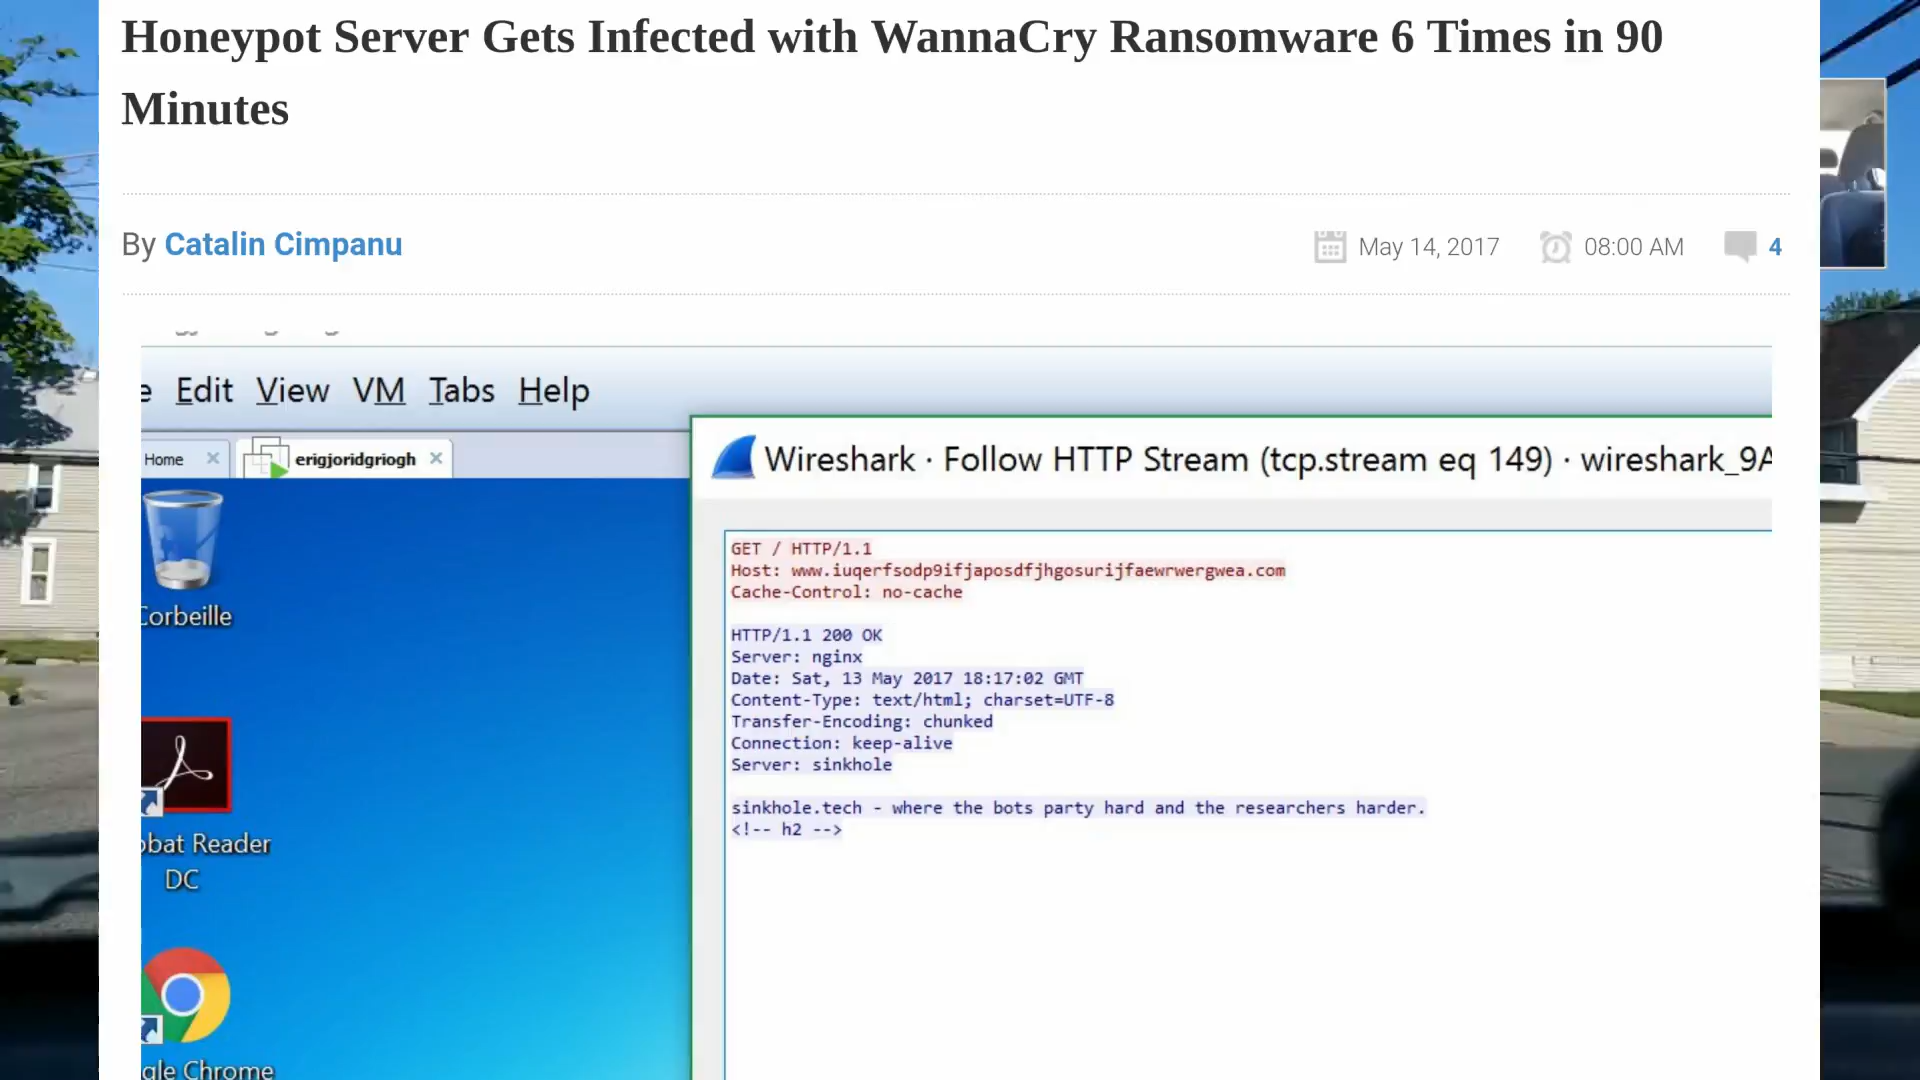 Honeypot Server Gets Infected with WannaCry Ransomware 6 Times in 90
Minutes
By Catalin Cimpanu
May 14, 2017
08:00 AM
4
e Edit View VM Tabs Help
Home
erigjoridgriogh
Wireshark · Follow HTTP Stream (tcp.stream eq 149) · wireshark_9A
GET / HTTP/1.1
Host: www.iuqerfsodp9ifjaposdfjhgosurijfaewrwergwea.com
Cache-Control: no-cache
HTTP/1.1 200 OK
Server: nginx
Date: Sat, 13 May 2017 18:17:02 GMT
Content-Type: text/html; charset=UTF-8
Transfer-Encoding: chunked
Connection: keep-alive
Server: sinkhole
sinkhole.tech - where the bots party hard and the researchers harder.
<!-- h2 -->
Corbeille
obat Reader
DC
gle Chrome